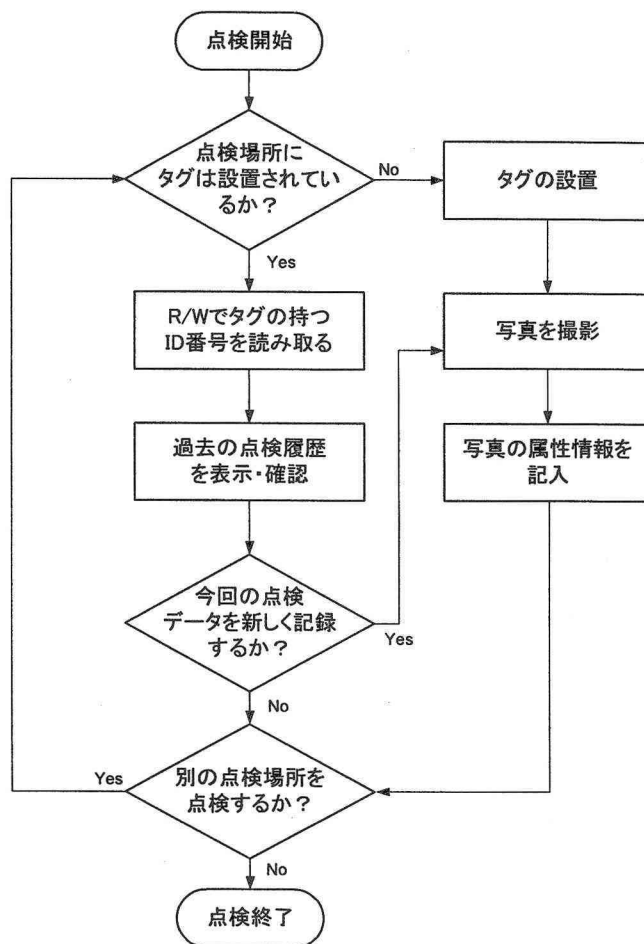 点検開始
点検場所に
タグは設置されてい
るか？
No
タグの設置
Yes
R/Wでタグの持つ
ID番号を読み取る
写真を撮影
過去の点検履歴
を表示・確認
写真の属性情報を
記入
今回の点検
データを新しく記録
するか？
Yes
No
別の点検場所を
点検するか？
Yes
No
点検終了